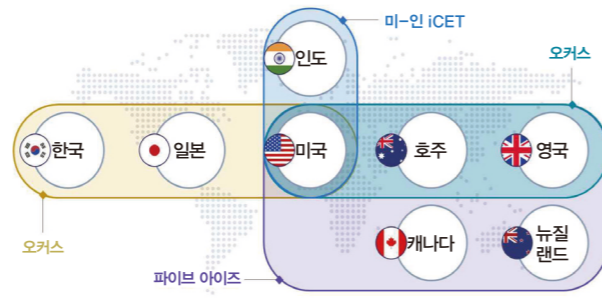 미-인 iCET
오커스
인도
한국
일본
미국
호주
영국
오커스
캐나다
뉴질
랜드
파이브 아이즈